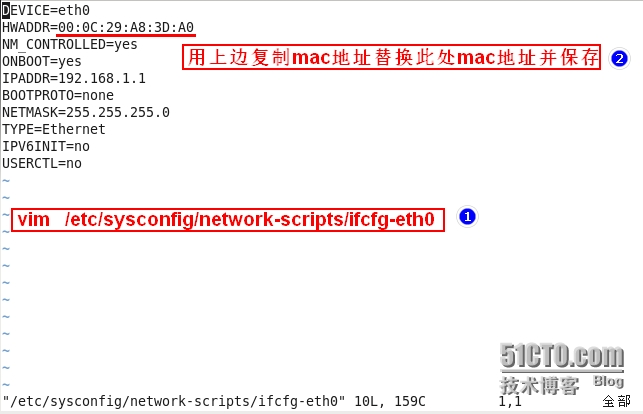 DEVICE=eth0
HWADDR=00:0C:29:A8:3D:A0
NM_CONTROLLED=yes
ONBOOT=yes
用上边复制mac地址替换此处mac地址并保存 2
IPADDR=192.168.1.1
BOOTPROTO=none
NETMASK=255.255.255.0
TYPE=Ethernet
IPV6INIT=no
USERCTL=no
~
~
~
vim /etc/sysconfig/network-scripts/ifcfg-eth0 1
~
~
~
~
~
~
~
~
~
~
51CTO.com
技术博客 Blog
"/etc/sysconfig/network-scripts/ifcfg-eth0" 10L, 159C 1,1 全部